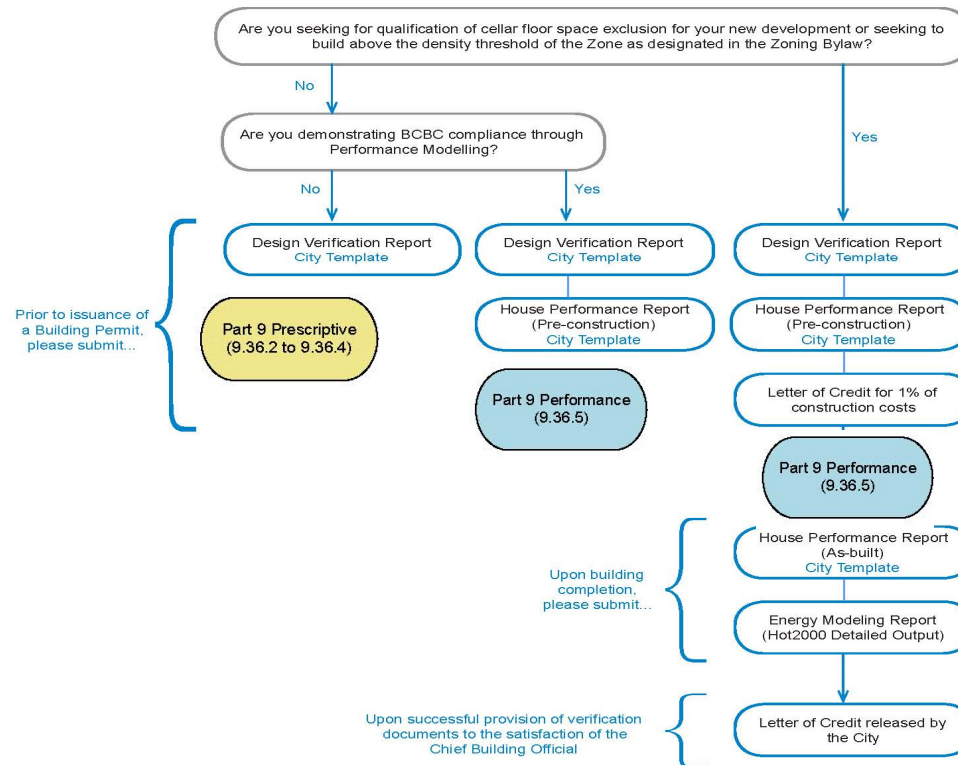 Are you seeking for qualification of cellar floor space exclusion for your new development or seeking to
build above the density threshold of the Zone as designated in the Zoning Bylaw?
No
Yes
Are you demonstrating BCBC compliance through
Performance Modelling?
No
Yes
Prior to issuance of
a Building Permit,
please submit...
Design Verification Report
City Template
Part 9 Prescriptive
(9.36.2 to 9.36.4)
Design Verification Report
City Template
House Performance Report
(Pre-construction)
City Template
Part 9 Performance
(9.36.5)
Design Verification Report
City Template
House Performance Report
(Pre-construction)
City Template
Letter of Credit for 1% of
construction costs
Part 9 Performance
(9.36.5)
Upon building
completion,
please submit...
House Performance Report
(As-built)
City Template
Energy Modeling Report
(Hot2000 Detailed Output)
Upon successful provision of verification
documents to the satisfaction of the
Chief Building Official
Letter of Credit released by
the City